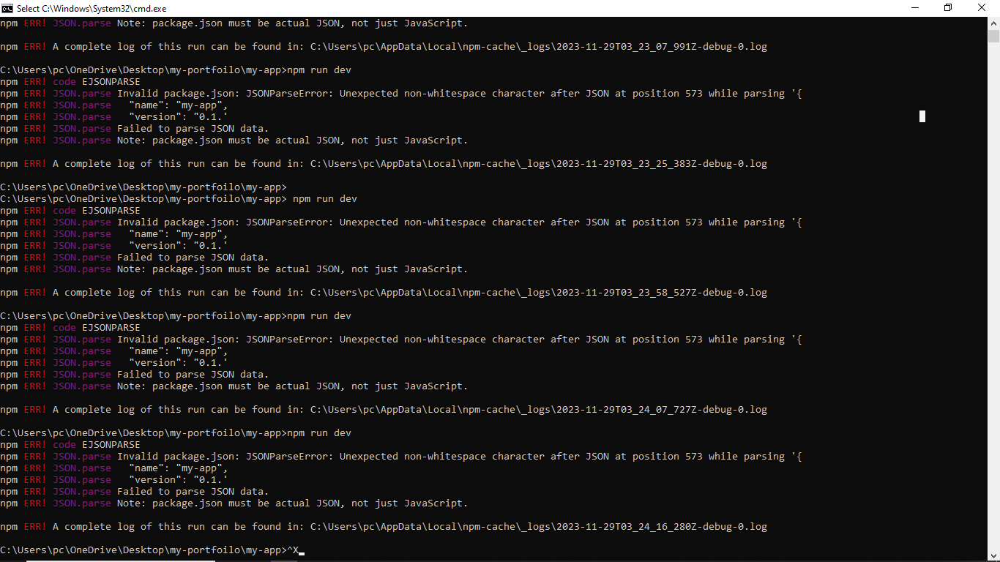 Select C:\Windows\System32\cmd.exe
npm ERR! JSON.parse Note: package.json must be actual JSON, not just JavaScript.
npm ERR! A complete log of this run can be found in: C:\Users\pc\AppData\Local\npm-cache\_logs\2023-11-29T03_23_07_991Z-debug-0.log
C:\Users\pc\OneDrive\Desktop\my-portfoilo\my-app>npm run dev
npm ERR! code EJSONPARSE
npm ERR! JSON.parse Invalid package.json: JSONParseError: Unexpected non-whitespace character after JSON at position 573 while parsing '{
npm ERR! JSON.parse   "name": "my-app",
npm ERR! JSON.parse   "version": "0.1.'
npm ERR! JSON.parse Failed to parse JSON data.
npm ERR! JSON.parse Note: package.json must be actual JSON, not just JavaScript.
npm ERR! A complete log of this run can be found in: C:\Users\pc\AppData\Local\npm-cache\_logs\2023-11-29T03_23_25_383Z-debug-0.log
C:\Users\pc\OneDrive\Desktop\my-portfoilo\my-app>
C:\Users\pc\OneDrive\Desktop\my-portfoilo\my-app> npm run dev
npm ERR! code EJSONPARSE
npm ERR! JSON.parse Invalid package.json: JSONParseError: Unexpected non-whitespace character after JSON at position 573 while parsing '{
npm ERR! JSON.parse   "name": "my-app",
npm ERR! JSON.parse   "version": "0.1.'
npm ERR! JSON.parse Failed to parse JSON data.
npm ERR! JSON.parse Note: package.json must be actual JSON, not just JavaScript.
npm ERR! A complete log of this run can be found in: C:\Users\pc\AppData\Local\npm-cache\_logs\2023-11-29T03_23_58_527Z-debug-0.log
C:\Users\pc\OneDrive\Desktop\my-portfoilo\my-app>npm run dev
npm ERR! code EJSONPARSE
npm ERR! JSON.parse Invalid package.json: JSONParseError: Unexpected non-whitespace character after JSON at position 573 while parsing '{
npm ERR! JSON.parse   "name": "my-app",
npm ERR! JSON.parse   "version": "0.1.'
npm ERR! JSON.parse Failed to parse JSON data.
npm ERR! JSON.parse Note: package.json must be actual JSON, not just JavaScript.
npm ERR! A complete log of this run can be found in: C:\Users\pc\AppData\Local\npm-cache\_logs\2023-11-29T03_24_07_727Z-debug-0.log
C:\Users\pc\OneDrive\Desktop\my-portfoilo\my-app>npm run dev
npm ERR! code EJSONPARSE
npm ERR! JSON.parse Invalid package.json: JSONParseError: Unexpected non-whitespace character after JSON at position 573 while parsing '{
npm ERR! JSON.parse   "name": "my-app",
npm ERR! JSON.parse   "version": "0.1.'
npm ERR! JSON.parse Failed to parse JSON data.
npm ERR! JSON.parse Note: package.json must be actual JSON, not just JavaScript.
npm ERR! A complete log of this run can be found in: C:\Users\pc\AppData\Local\npm-cache\_logs\2023-11-29T03_24_16_280Z-debug-0.log
C:\Users\pc\OneDrive\Desktop\my-portfoilo\my-app>^X